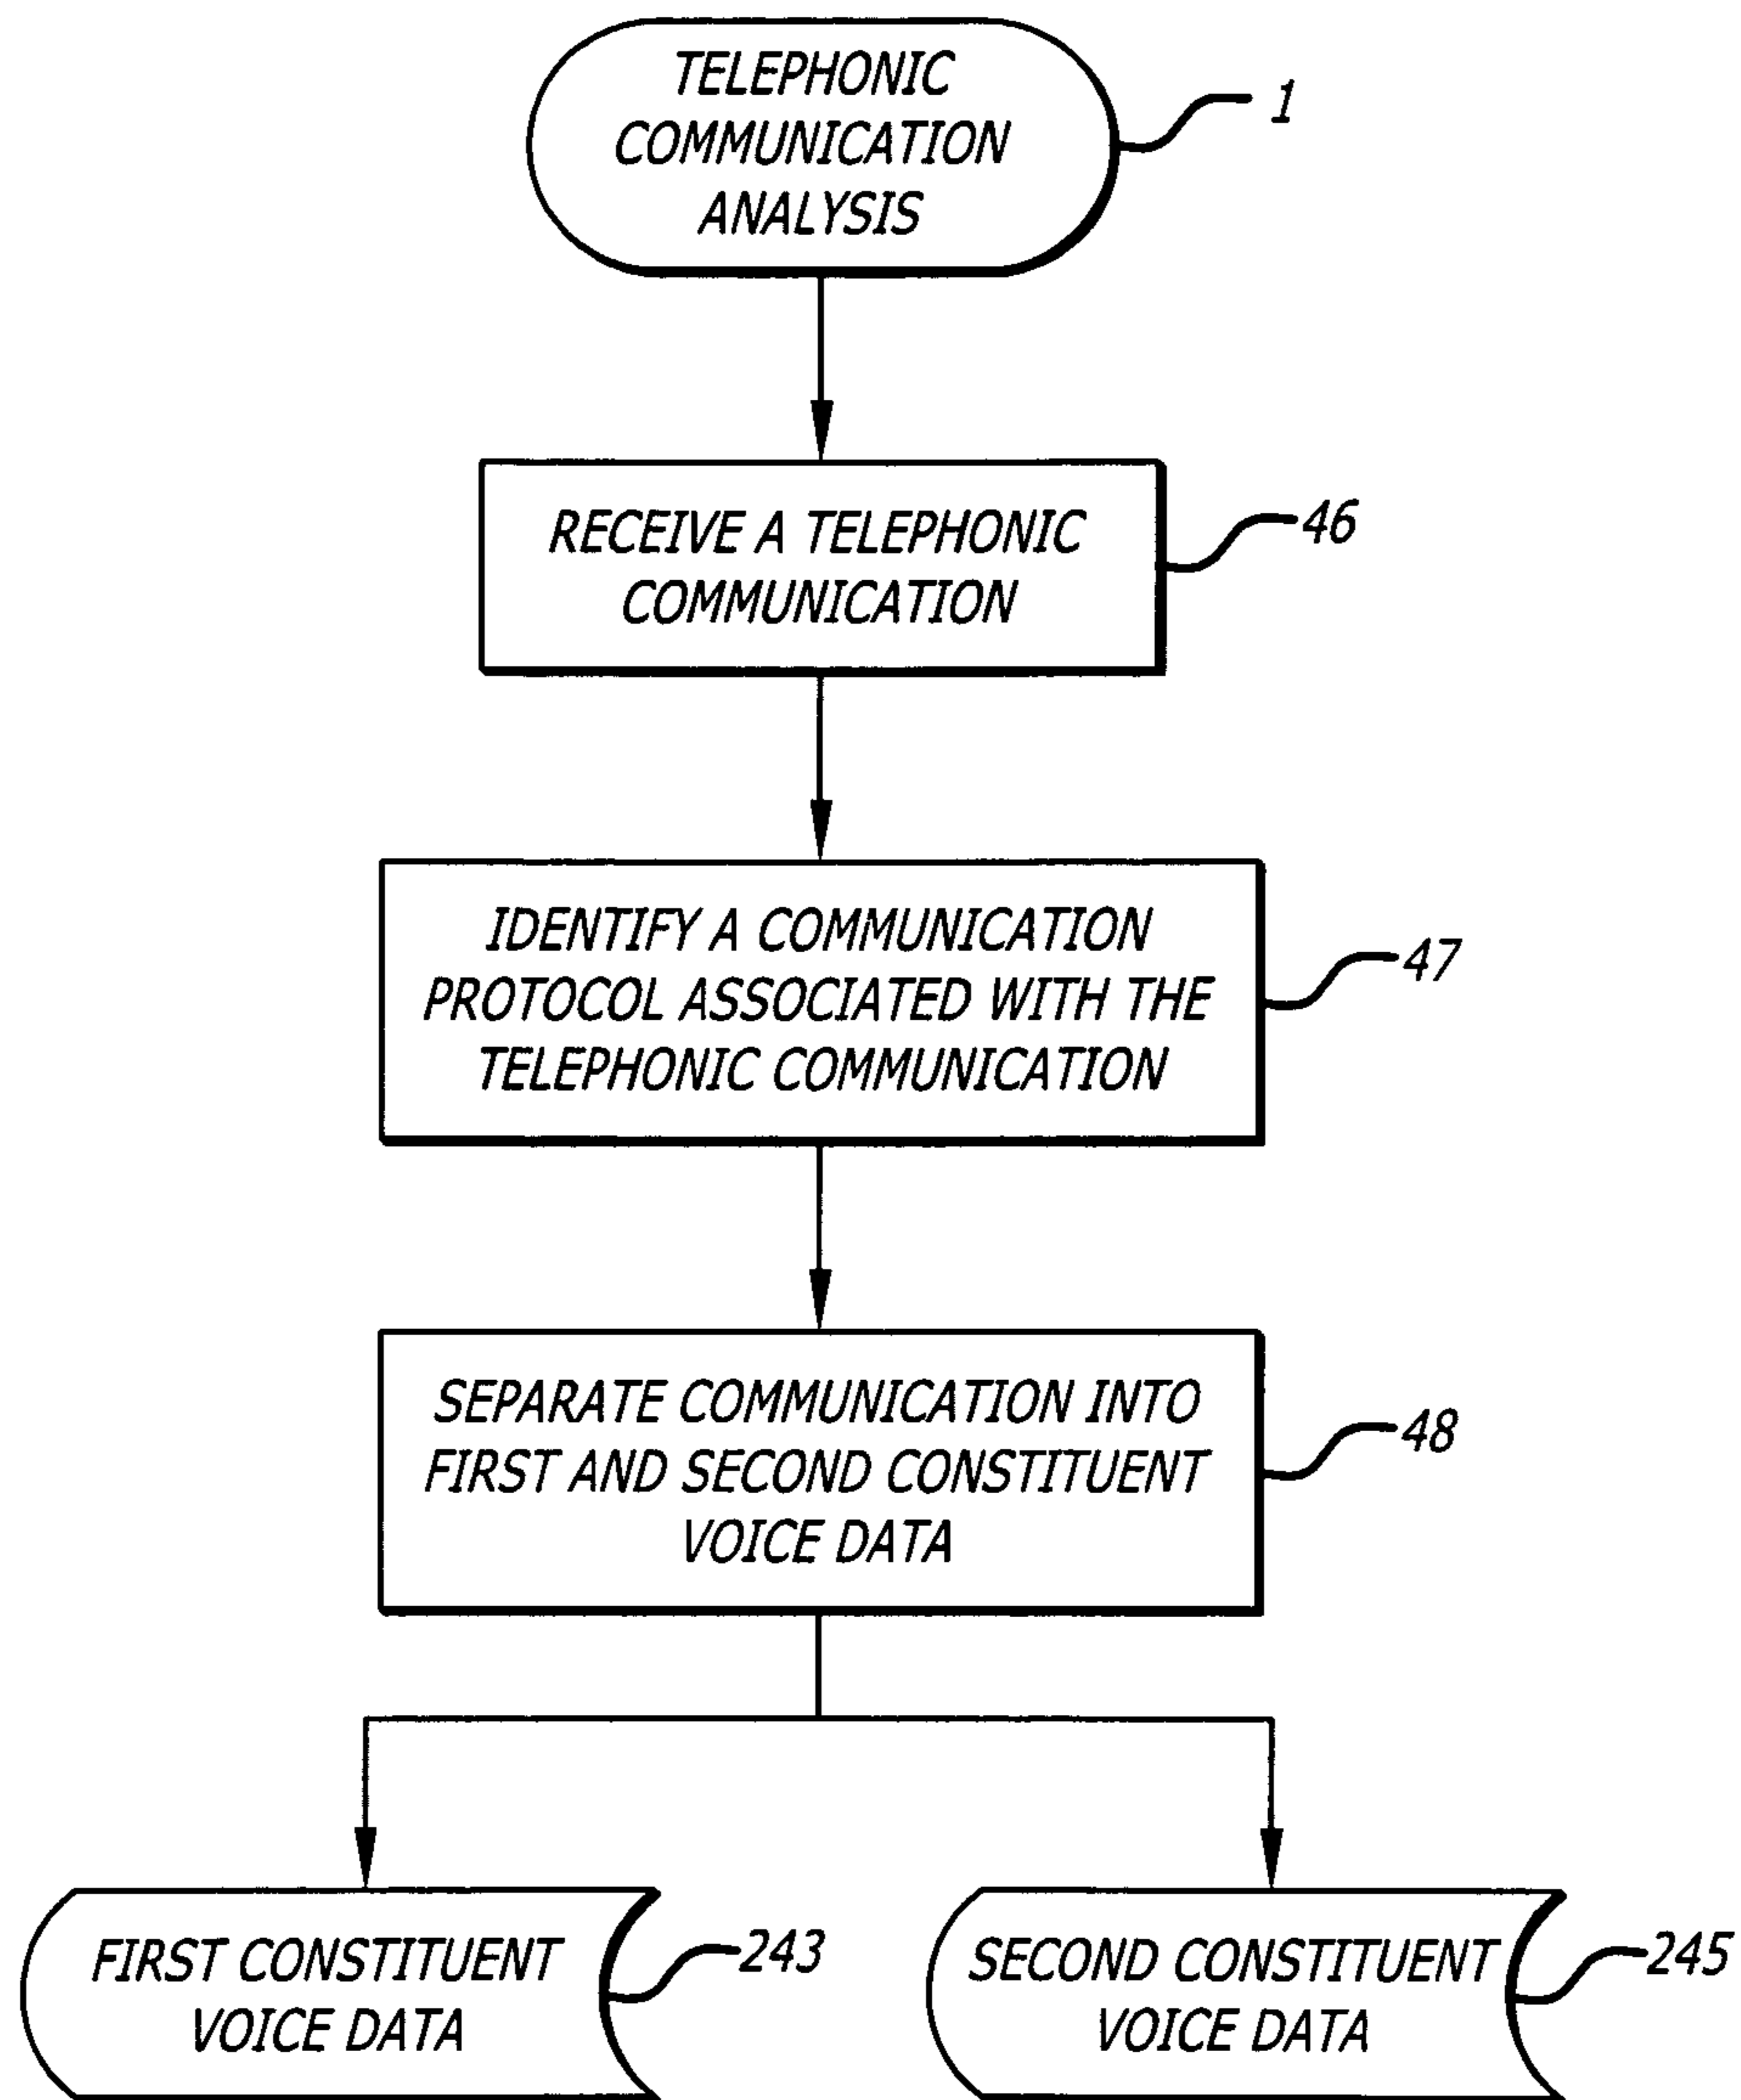 TELEPHONIC
COMMUNICATION
ANALYSIS
1
RECEIVE A TELEPHONIC
COMMUNICATION
46
IDENTIFY A COMMUNICATION
PROTOCOL ASSOCIATED WITH THE
TELEPHONIC COMMUNICATION
47
SEPARATE COMMUNICATION INTO
FIRST AND SECOND CONSTITUENT
VOICE DATA
48
FIRST CONSTITUENT
VOICE DATA
243
SECOND CONSTITUENT
VOICE DATA
245